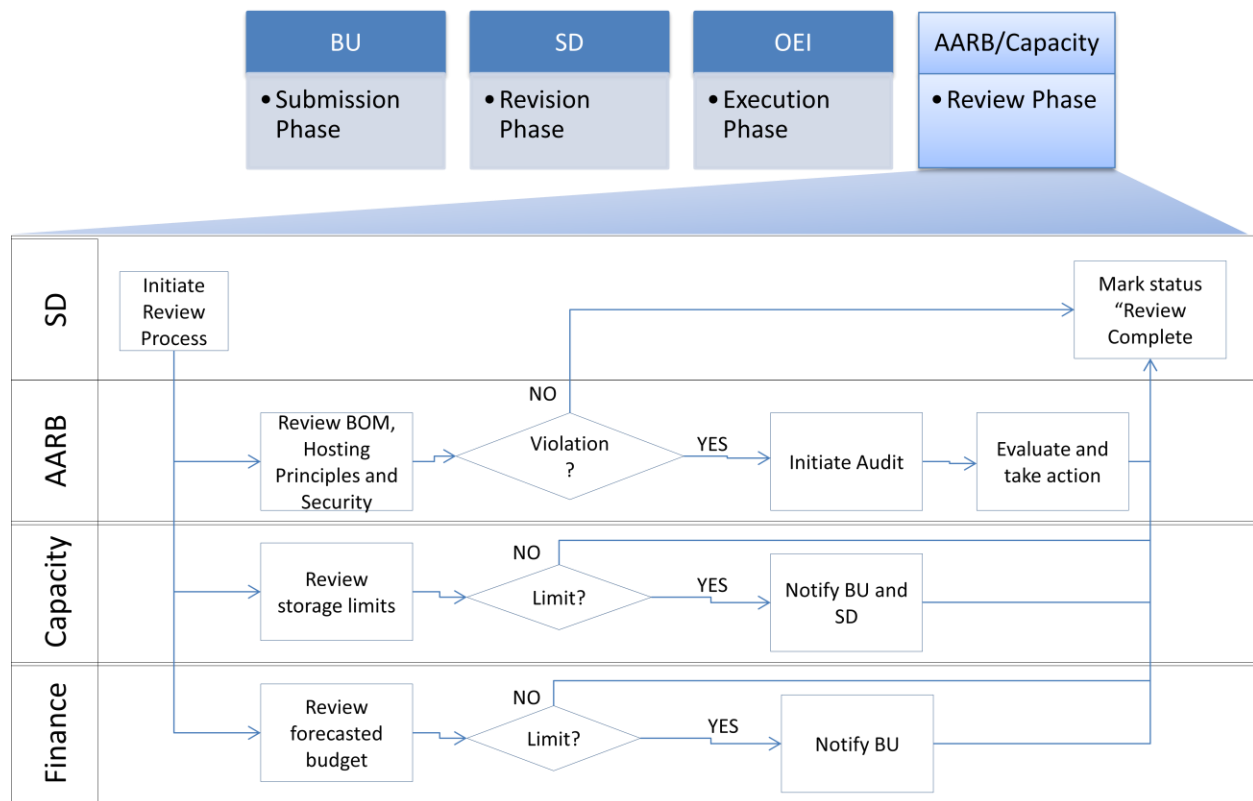 BU
SD
OEI
AARB/Capacity
• Submission
Phase
• Revision
Phase
• Execution
Phase
• Review Phase
SD
Initiate
Review
Process
Mark status
“Review
Complete
AARB
Review BOM,
Hosting
Principles and
Security
NO
Violation
?
YES
Initiate Audit
Evaluate and
take action
Capacity
Review
storage limits
NO
Limit?
YES
Notify BU and
SD
Finance
Review
forecasted
budget
NO
Limit?
YES
Notify BU